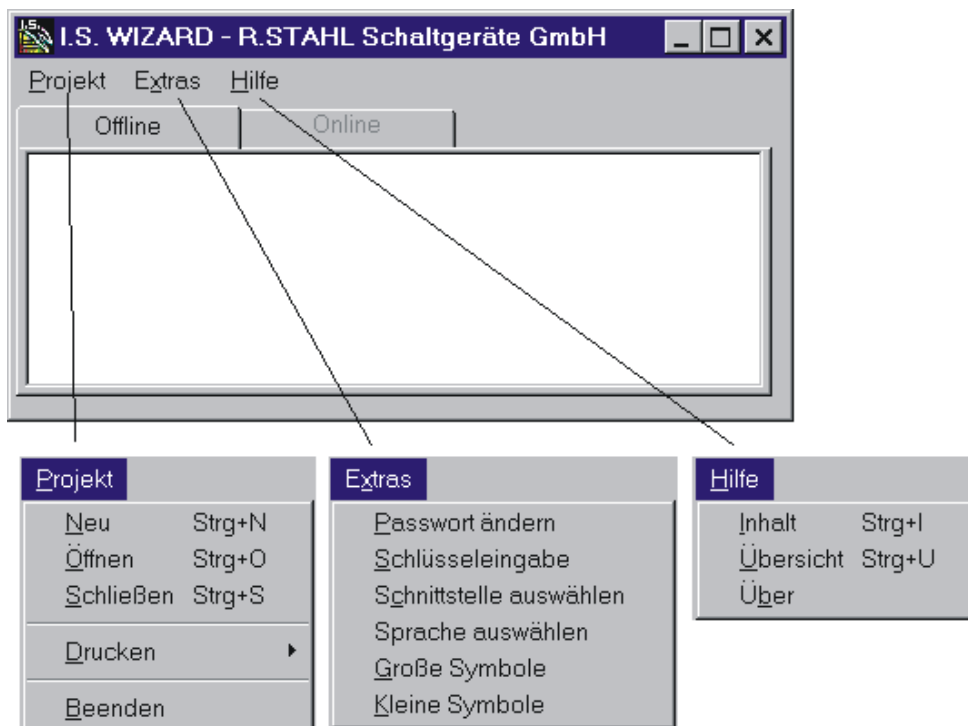 I.S. WIZARD - R.STAHL Schaltgeräte GmbH
Projekt Extras Hilfe
Offline Online
Projekt
Neu Strg+N
Öffnen Strg+O
Schließen Strg+S
Drucken
Beenden
Extras
Passwort ändern
Schlüsseleingabe
Schnittstelle auswählen
Sprache auswählen
Große Symbole
Kleine Symbole
Hilfe
Inhalt Strg+I
Übersicht Strg+U
Über